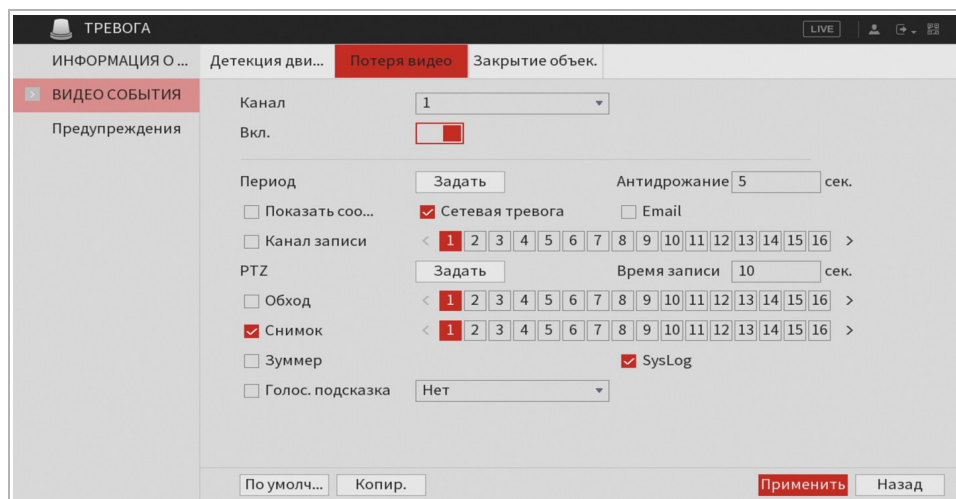 ТРЕВОГА
LIVE
ИНФОРМАЦИЯ О ...
Детекция дви...
Потеря видео
Закрытие объек.
ВИДЕО СОБЫТИЯ
Предупреждения
Канал 1
Вкл.
Период Задать Антидрожание 5 сек.
Показать соо... Сетевая тревога Email
Канал записи < 1 2 3 4 5 6 7 8 9 10 11 12 13 14 15 16 >
PTZ Задать Время записи 10 сек.
Обход < 1 2 3 4 5 6 7 8 9 10 11 12 13 14 15 16 >
Снимок < 1 2 3 4 5 6 7 8 9 10 11 12 13 14 15 16 >
Зуммер SysLog
Голос. подсказка Нет
По умолч... Копир. Применить Назад